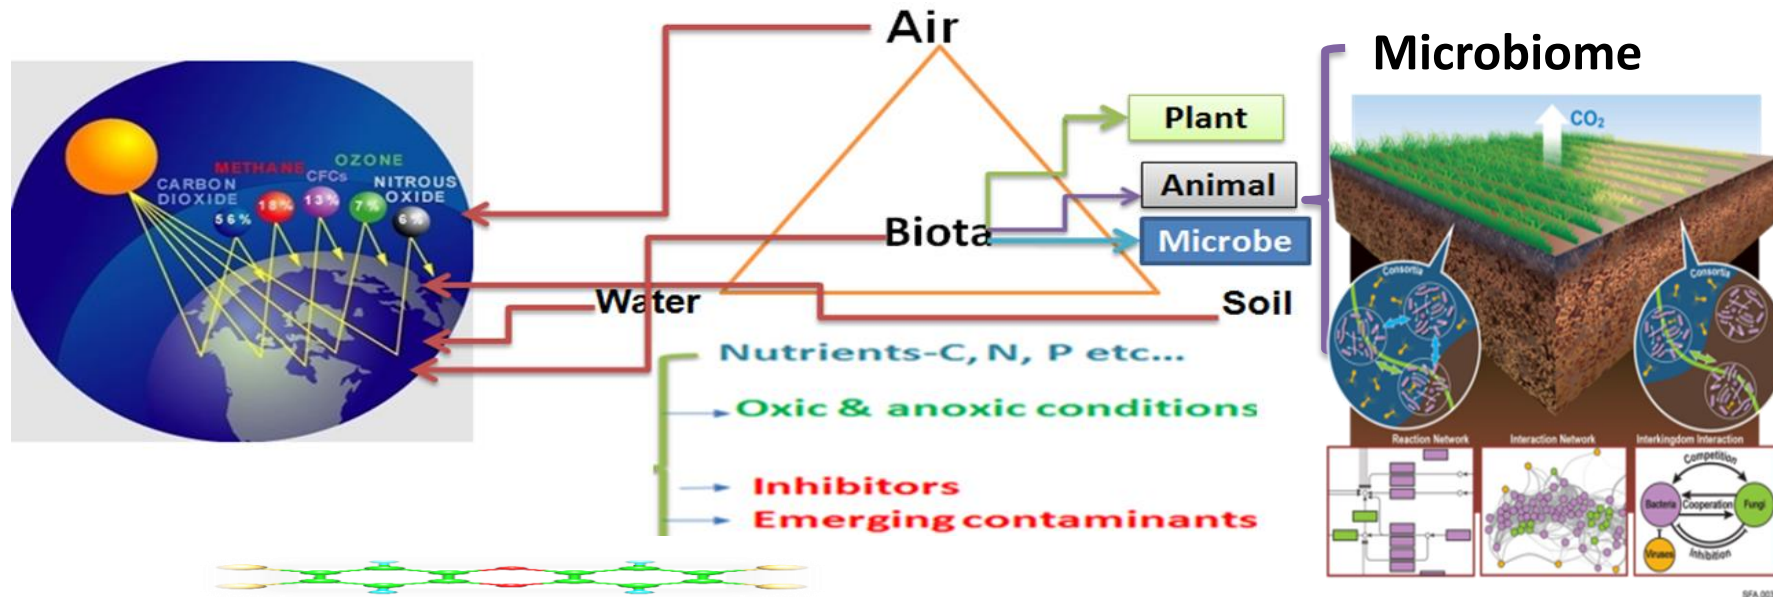 Air
Microbiome
CO₂
Plant
Animal
Microbe
Biota
Water
Soil
METHANE
OZONE
CFCs
CARBON
DIOXIDE
NITROUS
OXIDE
56%
18%
13%
7%
6%
Nutrients-C, N, P etc...
Oxic & anoxic conditions
Inhibitors
Emerging contaminants
Consortia
Consortia
Reaction Network
Interaction Network
Interkingdom Interaction
Competition
Bacteria
Cooperation
Fungi
Inhibition
Viruses